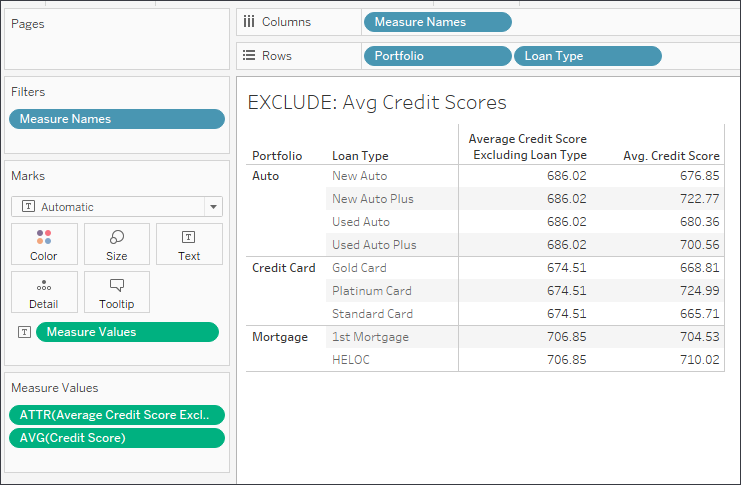 Pages
Columns
Measure Names
Rows
Portfolio Loan Type
Filters
Measure Names
Marks
Automatic
Color Size Text
Detail Tooltip
Measure Values
Measure Values
ATTR(Average Credit Score Excl..
AVG(Credit Score)
EXCLUDE: Avg Credit Scores
Average Credit Score
Portfolio Loan Type Excluding Loan Type Avg. Credit Score
Auto New Auto 686.02 676.85
New Auto Plus 686.02 722.77
Used Auto 686.02 680.36
Used Auto Plus 686.02 700.56
Credit Card Gold Card 674.51 668.81
Platinum Card 674.51 724.99
Standard Card 674.51 665.71
Mortgage 1st Mortgage 706.85 704.53
HELOC 706.85 710.02